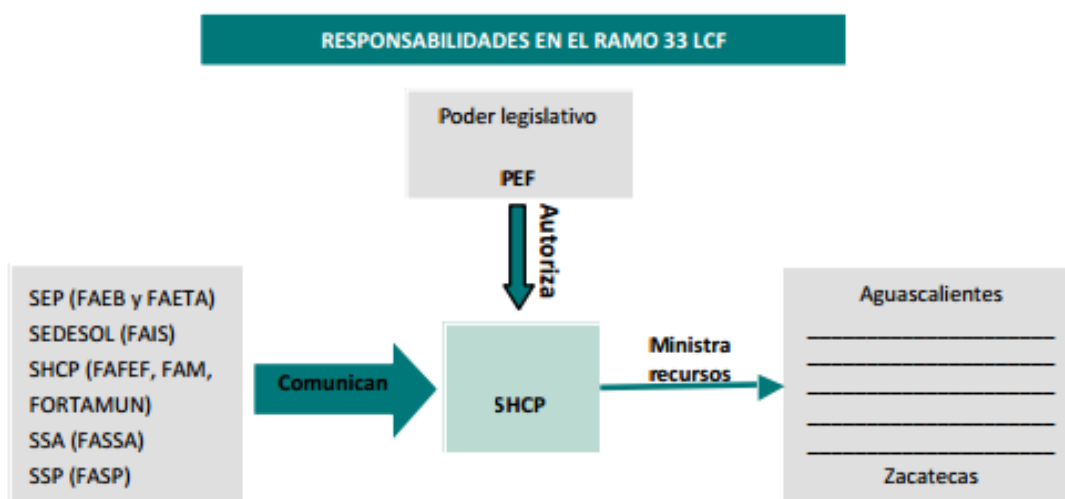 RESPONSABILIDADES EN EL RAMO 33 LCF
Poder legislativo
PEF
Autoriza
SEP (FAEB y FAETA)
SEDESOL (FAIS)
SHCP (FAFEF, FAM,
FORTAMUN)
SSA (FASSA)
SSP (FASP)
Comunican
SHCP
Ministra
recursos
Aguascalientes
Zacatecas